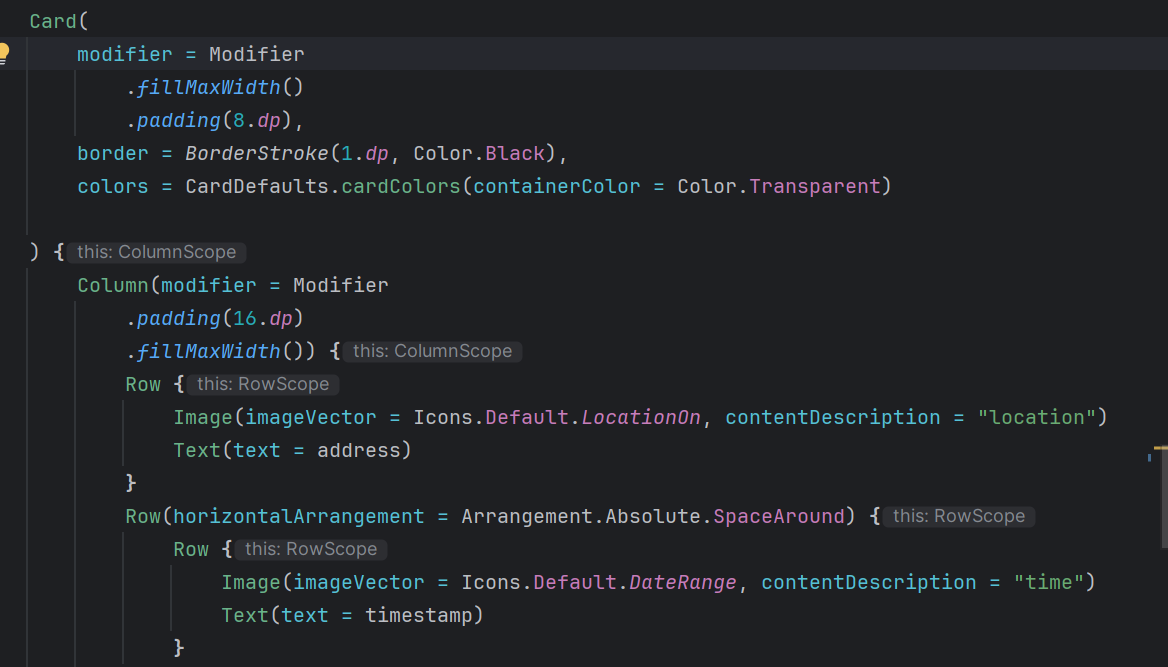 Card(
    modifier = Modifier
        .fillMaxWidth()
        .padding(8.dp),
    border = BorderStroke(1.dp, Color.Black),
    colors = CardDefaults.cardColors(containerColor = Color.Transparent)

) { this: ColumnScope
    Column(modifier = Modifier
        .padding(16.dp)
        .fillMaxWidth()) { this: ColumnScope
        Row { this: RowScope
            Image(imageVector = Icons.Default.LocationOn, contentDescription = "location")
            Text(text = address)
        }
        Row(horizontalArrangement = Arrangement.Absolute.SpaceAround) { this: RowScope
            Row { this: RowScope
                Image(imageVector = Icons.Default.DateRange, contentDescription = "time")
                Text(text = timestamp)
            }